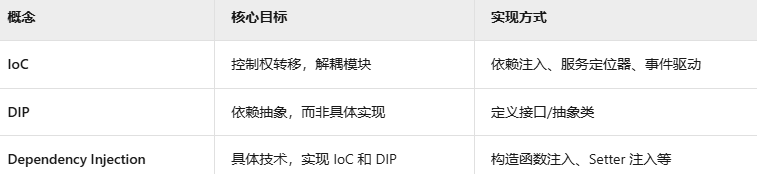 概念 核心目标 实现方式
IoC 控制权转移，解耦模块 依赖注入、服务定位器、事件驱动
DIP 依赖抽象，而非具体实现 定义接口/抽象类
Dependency Injection 具体技术，实现 IoC 和 DIP 构造函数注入、Setter 注入等